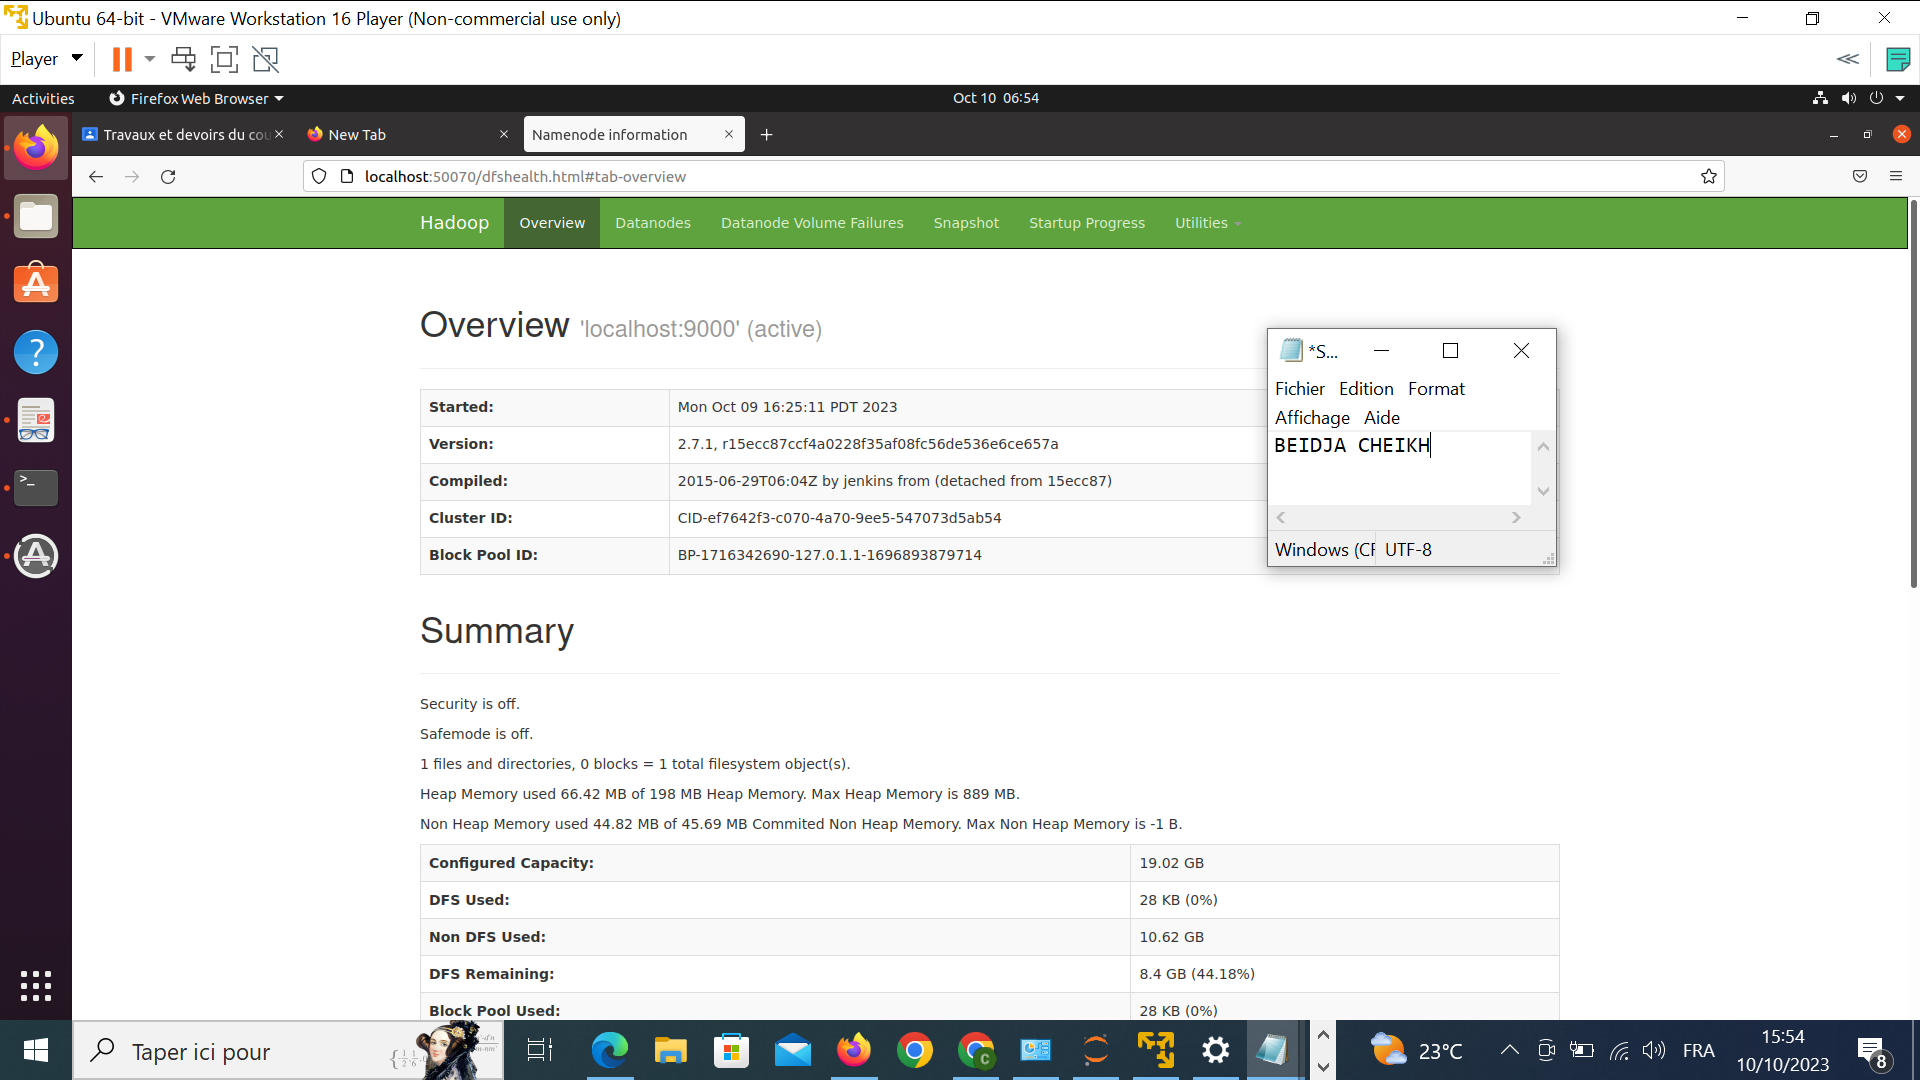 Ubuntu 64-bit - VMware Workstation 16 Player (Non-commercial use only)
Player
Activities
Firefox Web Browser
Oct 10 06:54
Travaux et devoirs du cou
New Tab
Namenode information
localhost:50070/dfshealth.html#tab-overview
Hadoop
Overview
Datanodes
Datanode Volume Failures
Snapshot
Startup Progress
Utilities
Overview 'localhost:9000' (active)
Started: Mon Oct 09 16:25:11 PDT 2023
Version: 2.7.1, r15ecc87ccf4a0228f35af08fc56de536e6ce657a
Compiled: 2015-06-29T06:04Z by jenkins from (detached from 15ecc87)
Cluster ID: CID-ef7642f3-c070-4a70-9ee5-547073d5ab54
Block Pool ID: BP-1716342690-127.0.1.1-1696893879714
*S...
Fichier Edition Format
Affichage Aide
BEIDJA CHEIKH
Windows (CF UTF-8
Summary
Security is off.
Safemode is off.
1 files and directories, 0 blocks = 1 total filesystem object(s).
Heap Memory used 66.42 MB of 198 MB Heap Memory. Max Heap Memory is 889 MB.
Non Heap Memory used 44.82 MB of 45.69 MB Commited Non Heap Memory. Max Non Heap Memory is -1 B.
Configured Capacity: 19.02 GB
DFS Used: 28 KB (0%)
Non DFS Used: 10.62 GB
DFS Remaining: 8.4 GB (44.18%)
Block Pool Used: 28 KB (0%)
Taper ici pour
23°C
FRA
15:54
10/10/2023
8